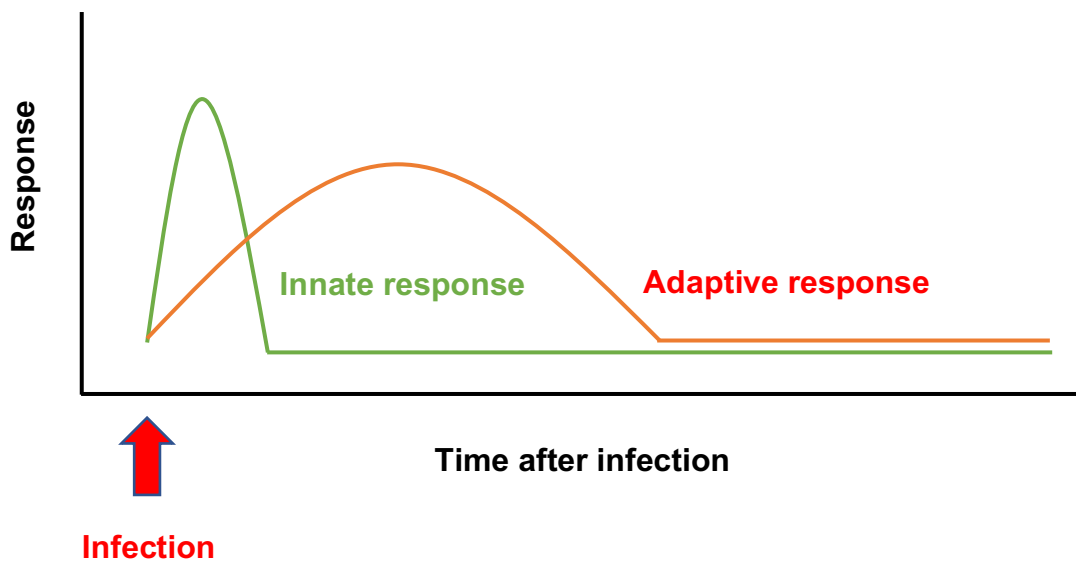 Response
Innate response
Adaptive response
Time after infection
Infection